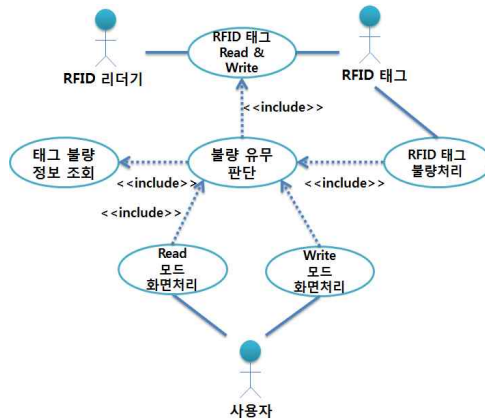 RFID 태그
Read &
Write
RFID 리더기
RFID 태그
<<include>>
태그 불량
정보 조회
불량 유무
판단
RFID 태그
불량처리
<<include>>
<<include>>
<<include>>
Read
모드
화면처리
Write
모드
화면처리
사용자